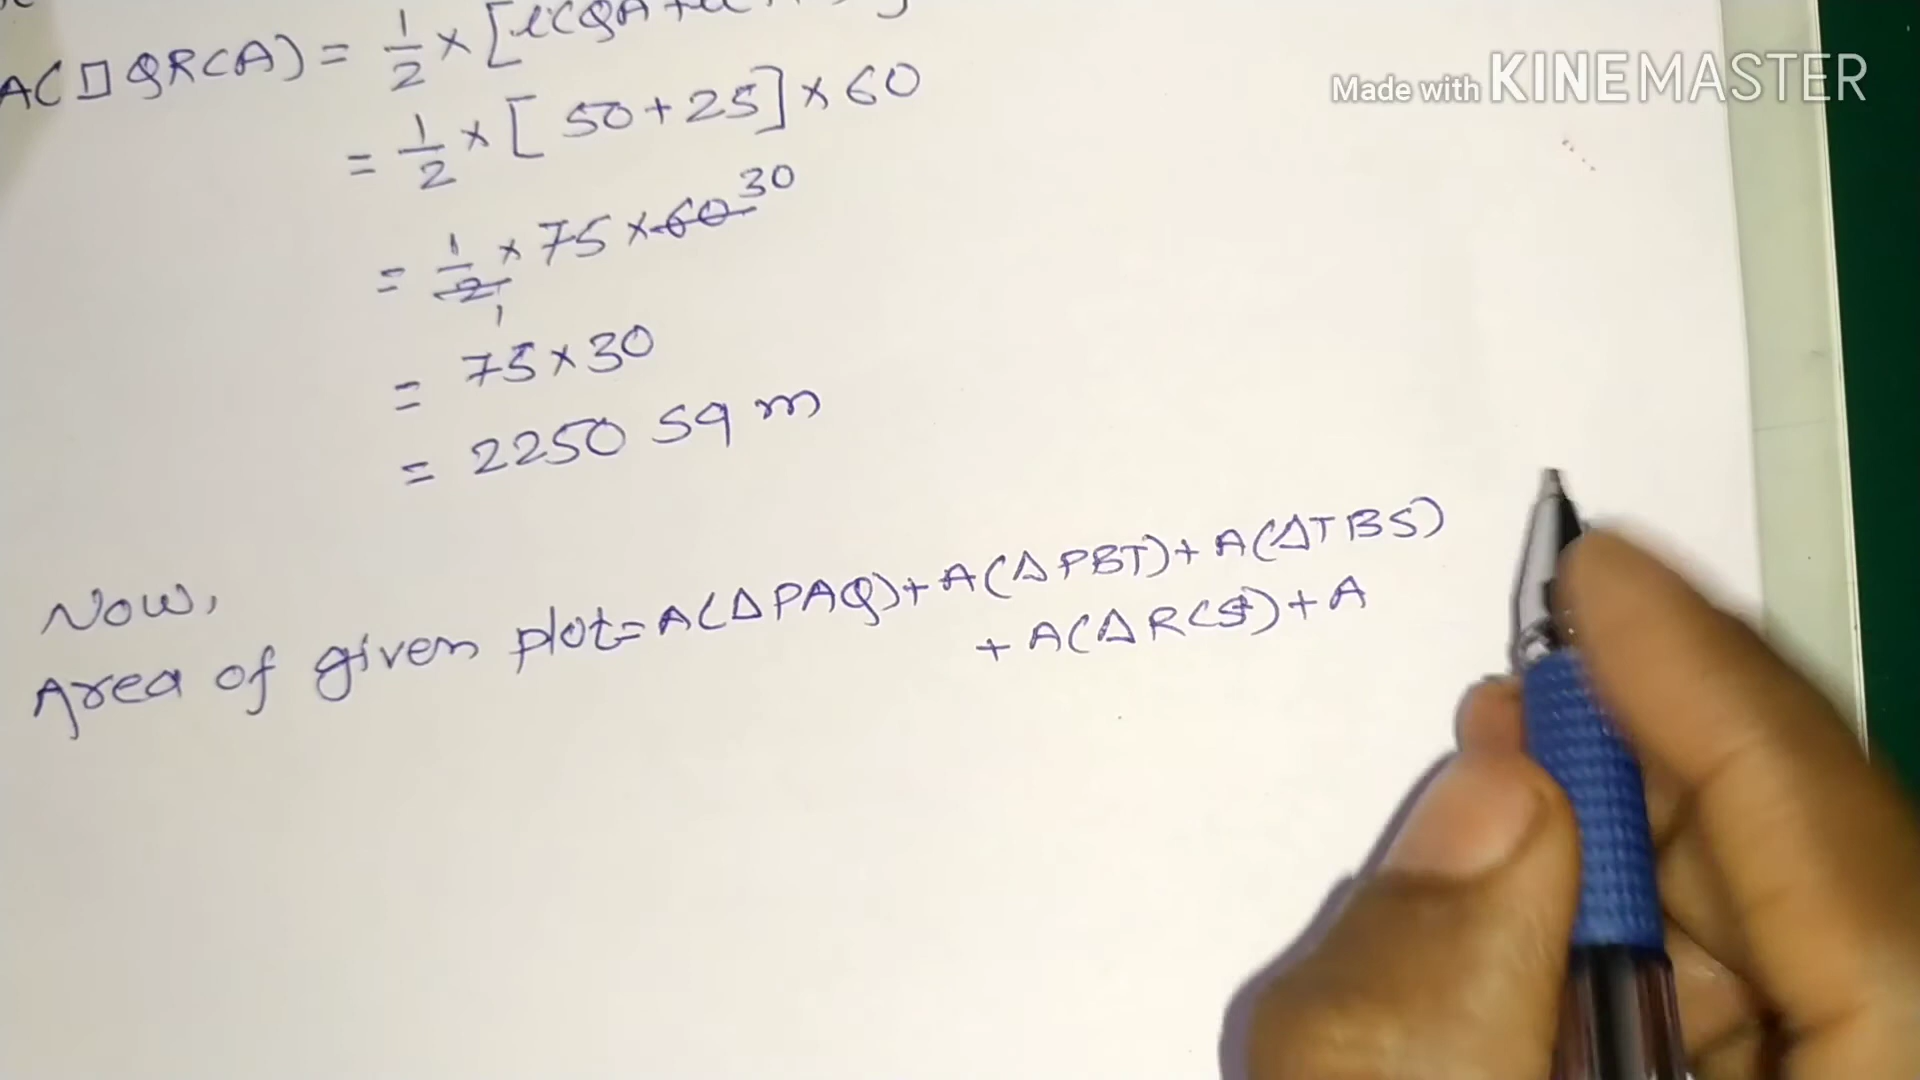 A(□QRCA) = 1/2 × [l(QA
Made with KINEMASTER
= 1/2 × [50+25] × 60
= 1/2 × 75 × 60 30
1
= 75 × 30
= 2250 sq m
Now,
Area of given plot = A(△PAQ) + A(△PBT) + A(△TBS)
+ A(△RCS) + A